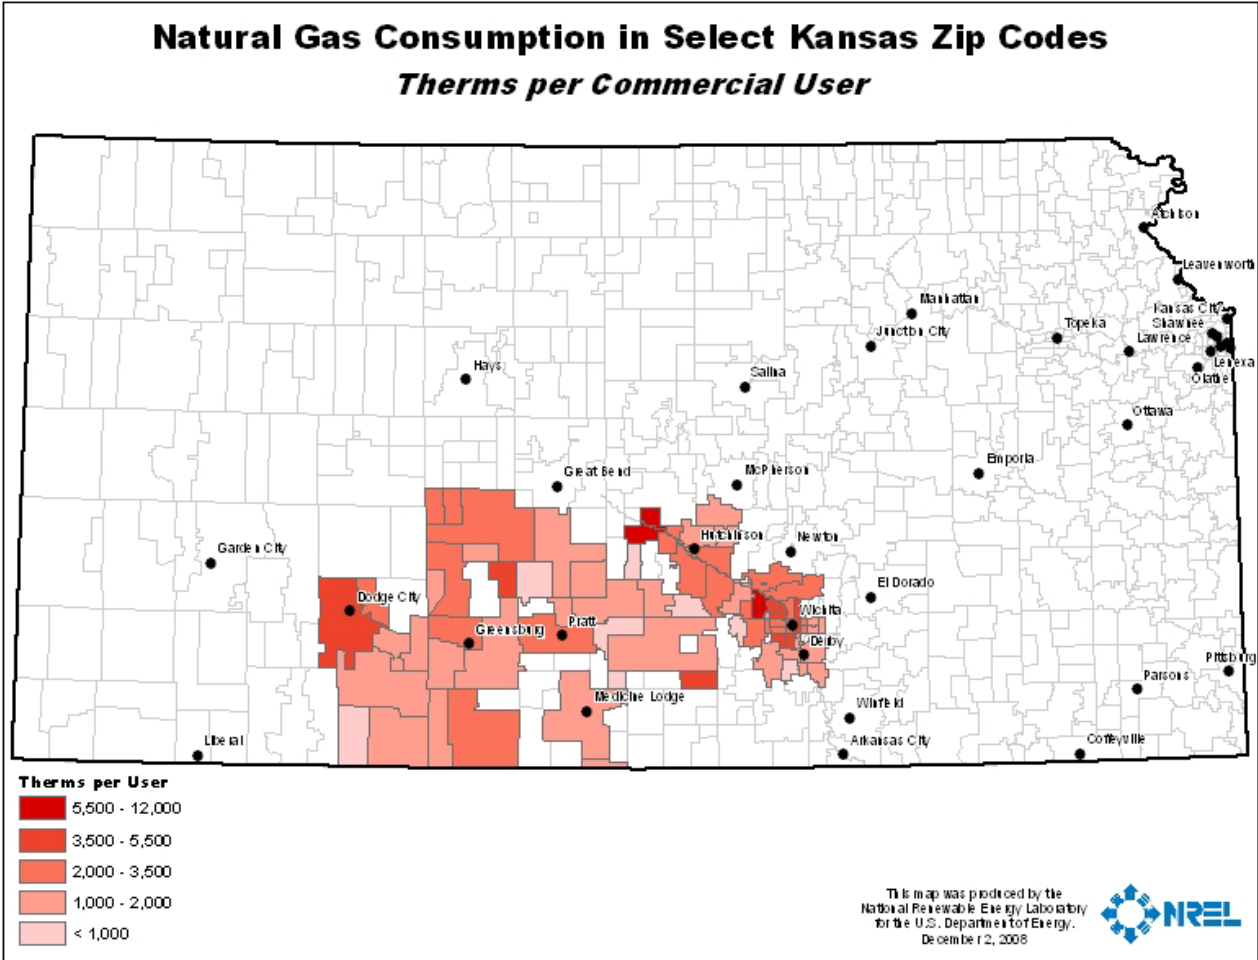 Natural Gas Consumption in Select Kansas Zip Codes
Therms per Commercial User
Atchison
Leavenworth
Manhattan
Kansas City
Junction City
Topeka
Shawnee
Lawrence
Lenexa
Hays
Salina
Olathe
Ottawa
Great Bend
McPherson
Emporia
Hutchinson
Newton
Garden City
El Dorado
Dodge City
Wichita
Greensburg
Pratt
Derby
Pittsburg
Parsons
Medicine Lodge
Winfield
Liberal
Arkansas City
Coffeyville
Therms per User
5,500 - 12,000
3,500 - 5,500
2,000 - 3,500
1,000 - 2,000
< 1,000
This map was produced by the
National Renewable Energy Laboratory
for the U.S. Department of Energy.
December 2, 2008
NREL